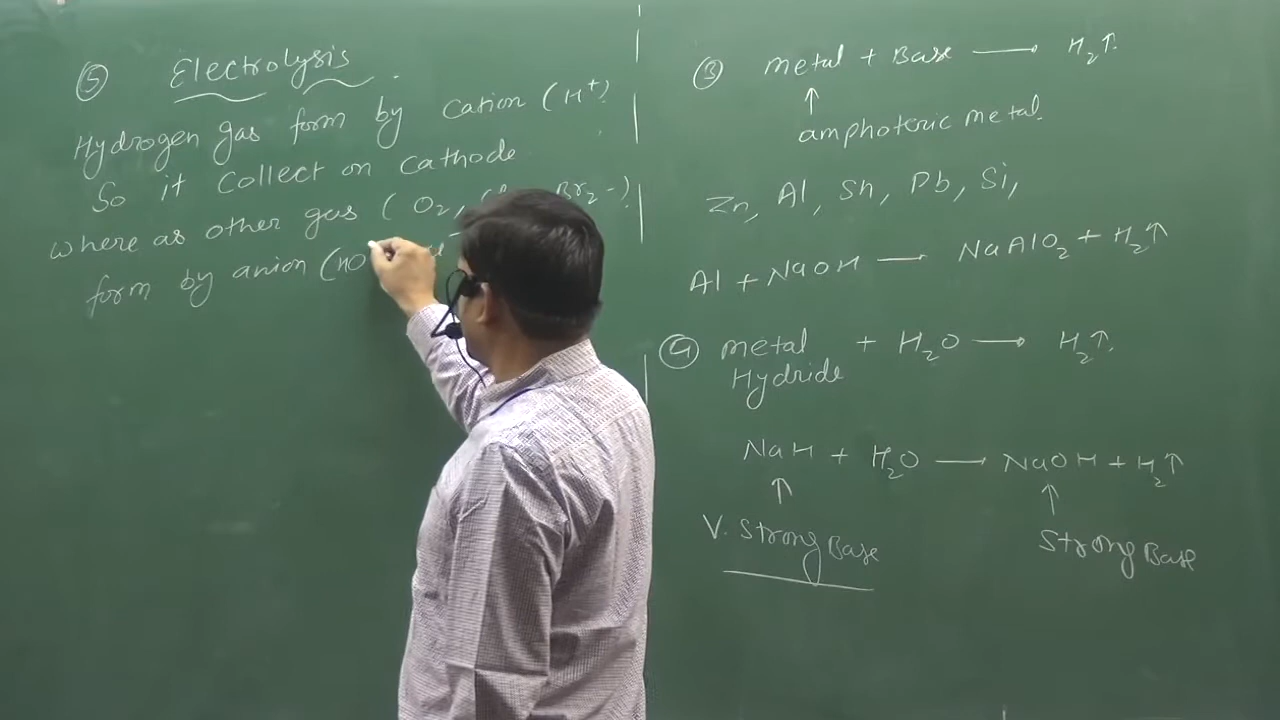 ⑤ Electrolysis.
Hydrogen gas form by cation (H⁺)
So it collect on cathode
where as other gas ( O₂, Br₂ - )
form by anion (HO
③ metal + Base → H₂↑.
↑
amphoteric metal.
Zn, Al, Sn, Pb, Si,
Al + NaOH → NaAlO₂ + H₂↑
④ metal Hydride + H₂O → H₂↑.
NaH + H₂O → NaOH + H₂↑
↑ ↑
V. Strong Base Strong Base